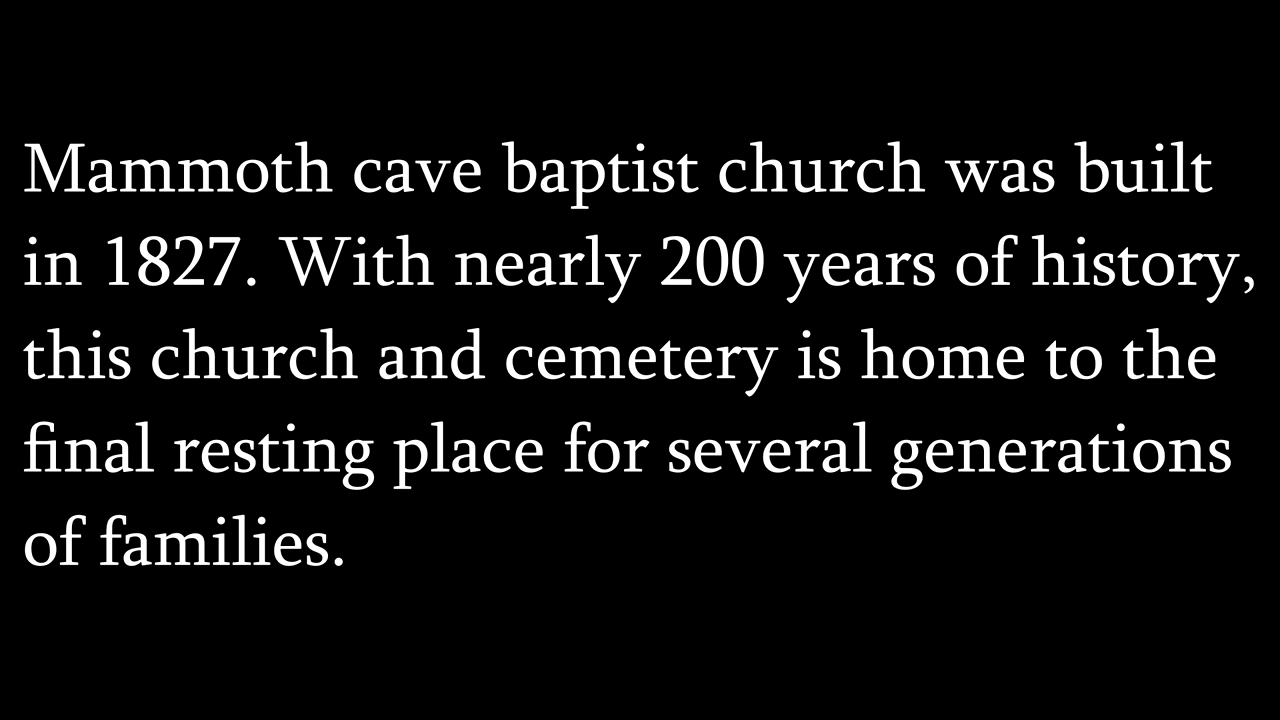 Mammoth cave baptist church was built
in 1827. With nearly 200 years of history,
this church and cemetery is home to the
final resting place for several generations
of families.